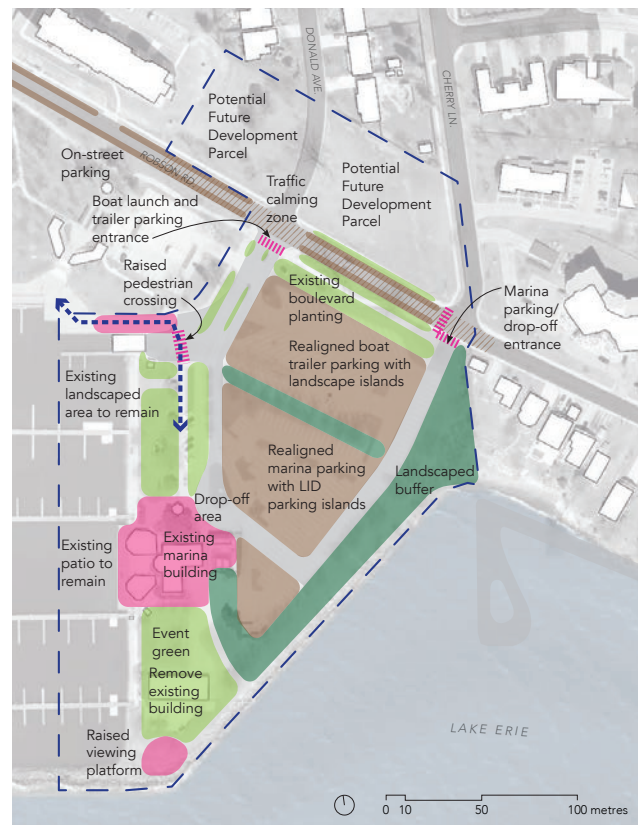 DONALD AVE
CHERRY LN.
Potential
Future
Development
Parcel
On-street
parking
ROBSON RD
Traffic
calming
zone
Potential
Future
Development
Parcel
Boat launch and
trailer parking
entrance
Raised
pedestrian
crossing
Existing
boulevard
planting
Marina
parking/
drop-off
entrance
Realigned boat
trailer parking with
landscape islands
Existing
landscaped
area to remain
Realigned
marina parking
with LID
parking islands
Landscaped
buffer
Drop-off
area
Existing
patio to
remain
Existing
marina
building
Event
green
Remove
existing
building
Raised
viewing
platform
LAKE ERIE
0 10 50 100 metres